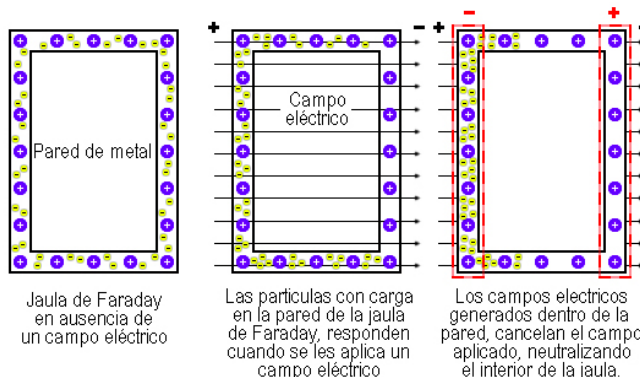 +
-
+
-
+
-
Pared de metal
Campo
eléctrico
Jaula de Faraday
en ausencia de
un campo eléctrico
Las particulas con carga
en la pared de la jaula
de Faraday, responden
cuando se les aplica un
campo eléctrico
Los campos electricos
generados dentro de la
pared, cancelan el campo
aplicado, neutralizando
el interior de la jaula.